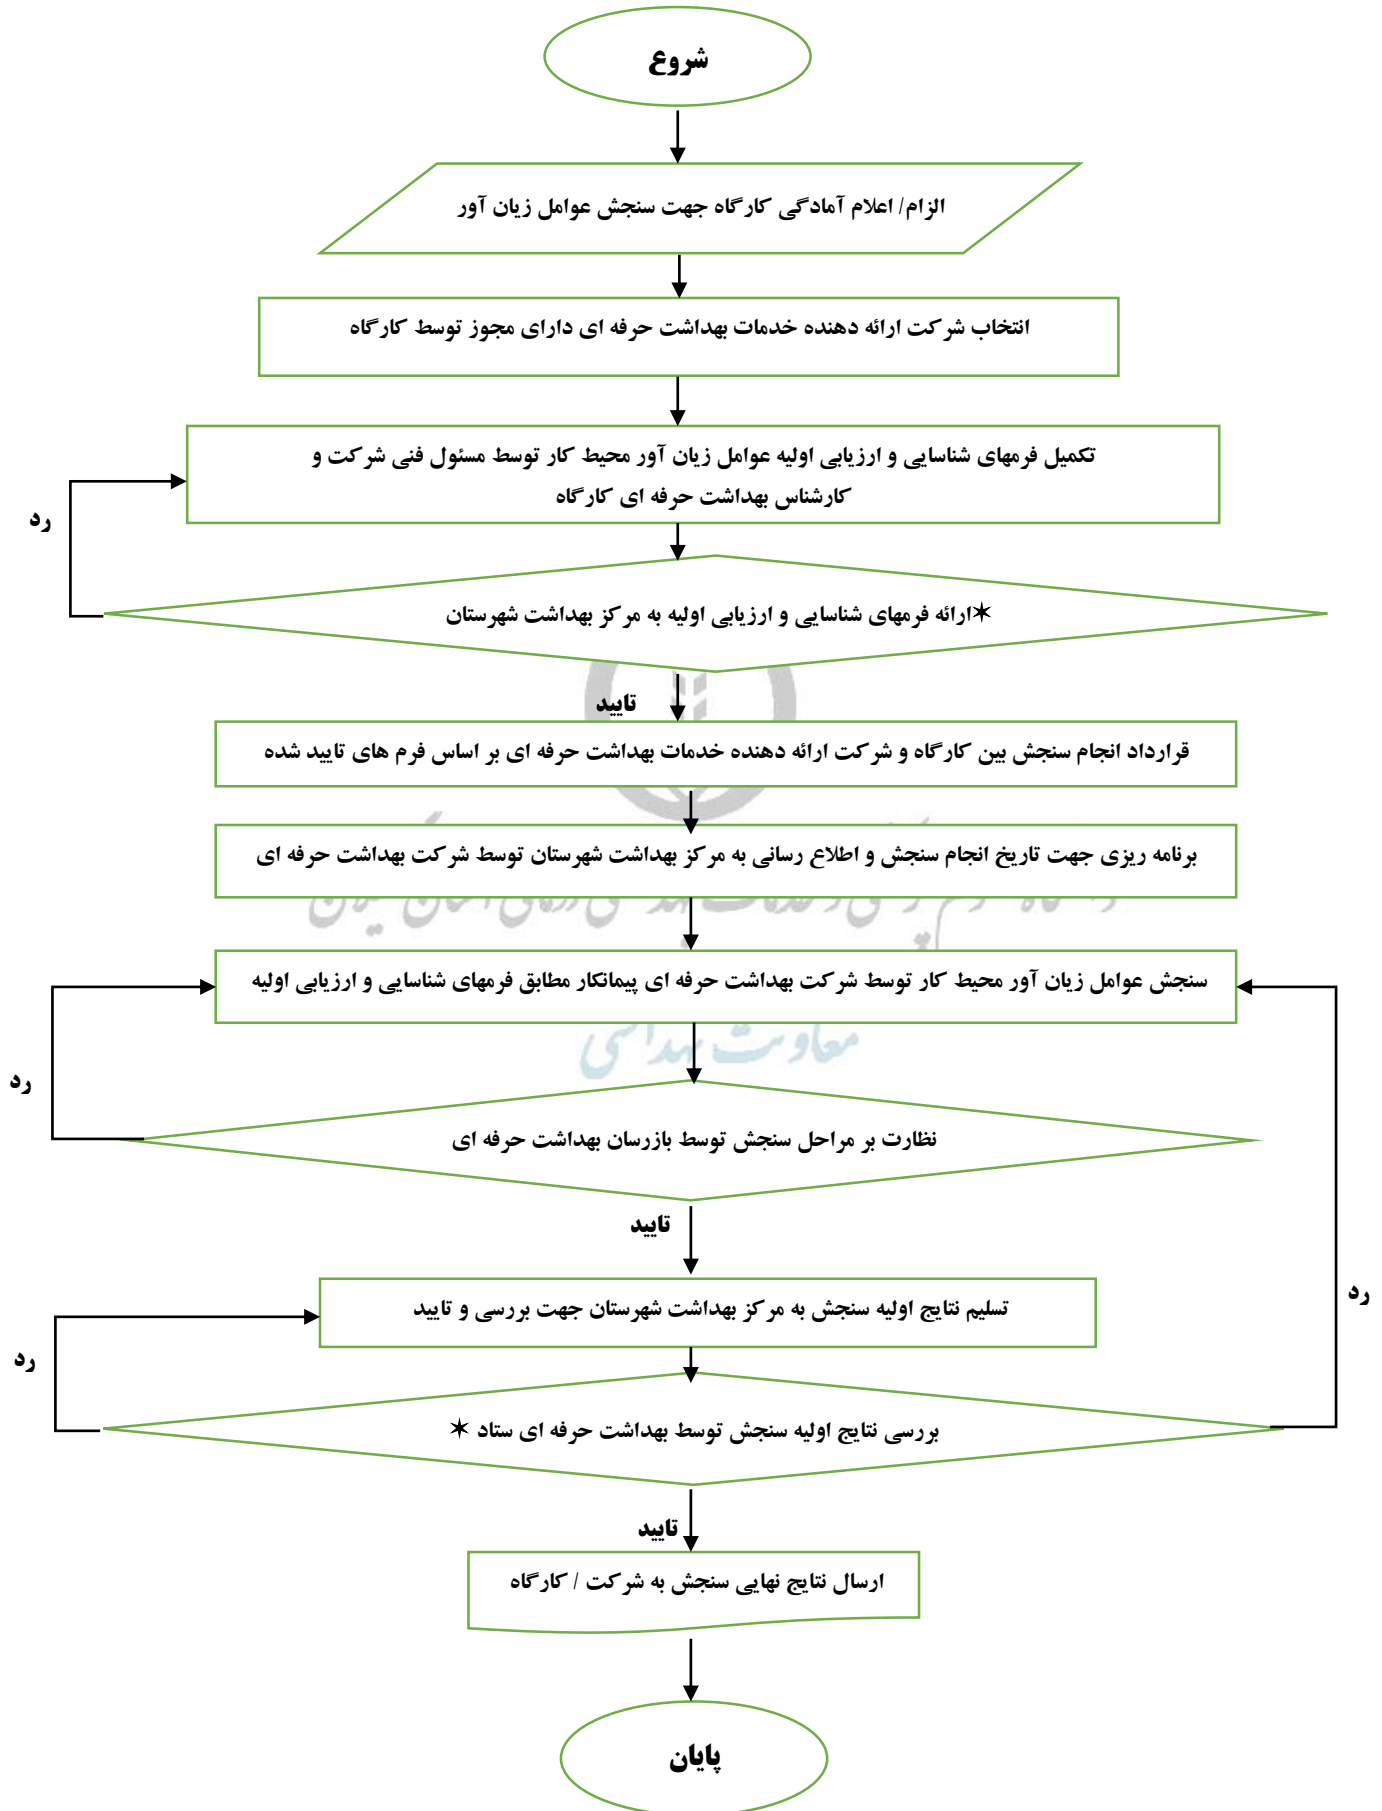 شروع
الزام/ اعلام آمادگی کارگاه جهت سنجش عوامل زیان آور
انتخاب شرکت ارائه دهنده خدمات بهداشت حرفه ای دارای مجوز توسط کارگاه
تکمیل فرمهای شناسایی و ارزیابی اولیه عوامل زیان آور محیط کار توسط مسئول فنی شرکت و
کارشناس بهداشت حرفه ای کارگاه
رد
✶ارائه فرمهای شناسایی و ارزیابی اولیه به مرکز بهداشت شهرستان
تایید
قرارداد انجام سنجش بین کارگاه و شرکت ارائه دهنده خدمات بهداشت حرفه ای بر اساس فرم های تایید شده
برنامه ریزی جهت تاریخ انجام سنجش و اطلاع رسانی به مرکز بهداشت شهرستان توسط شرکت بهداشت حرفه ای
سنجش عوامل زیان آور محیط کار توسط شرکت بهداشت حرفه ای پیمانکار مطابق فرمهای شناسایی و ارزیابی اولیه
معاونت بهداشتی
رد
نظارت بر مراحل سنجش توسط بازرسان بهداشت حرفه ای
تایید
رد
تسلیم نتایج اولیه سنجش به مرکز بهداشت شهرستان جهت بررسی و تایید
رد
بررسی نتایج اولیه سنجش توسط بهداشت حرفه ای ستاد ✶
تایید
ارسال نتایج نهایی سنجش به شرکت / کارگاه
پایان